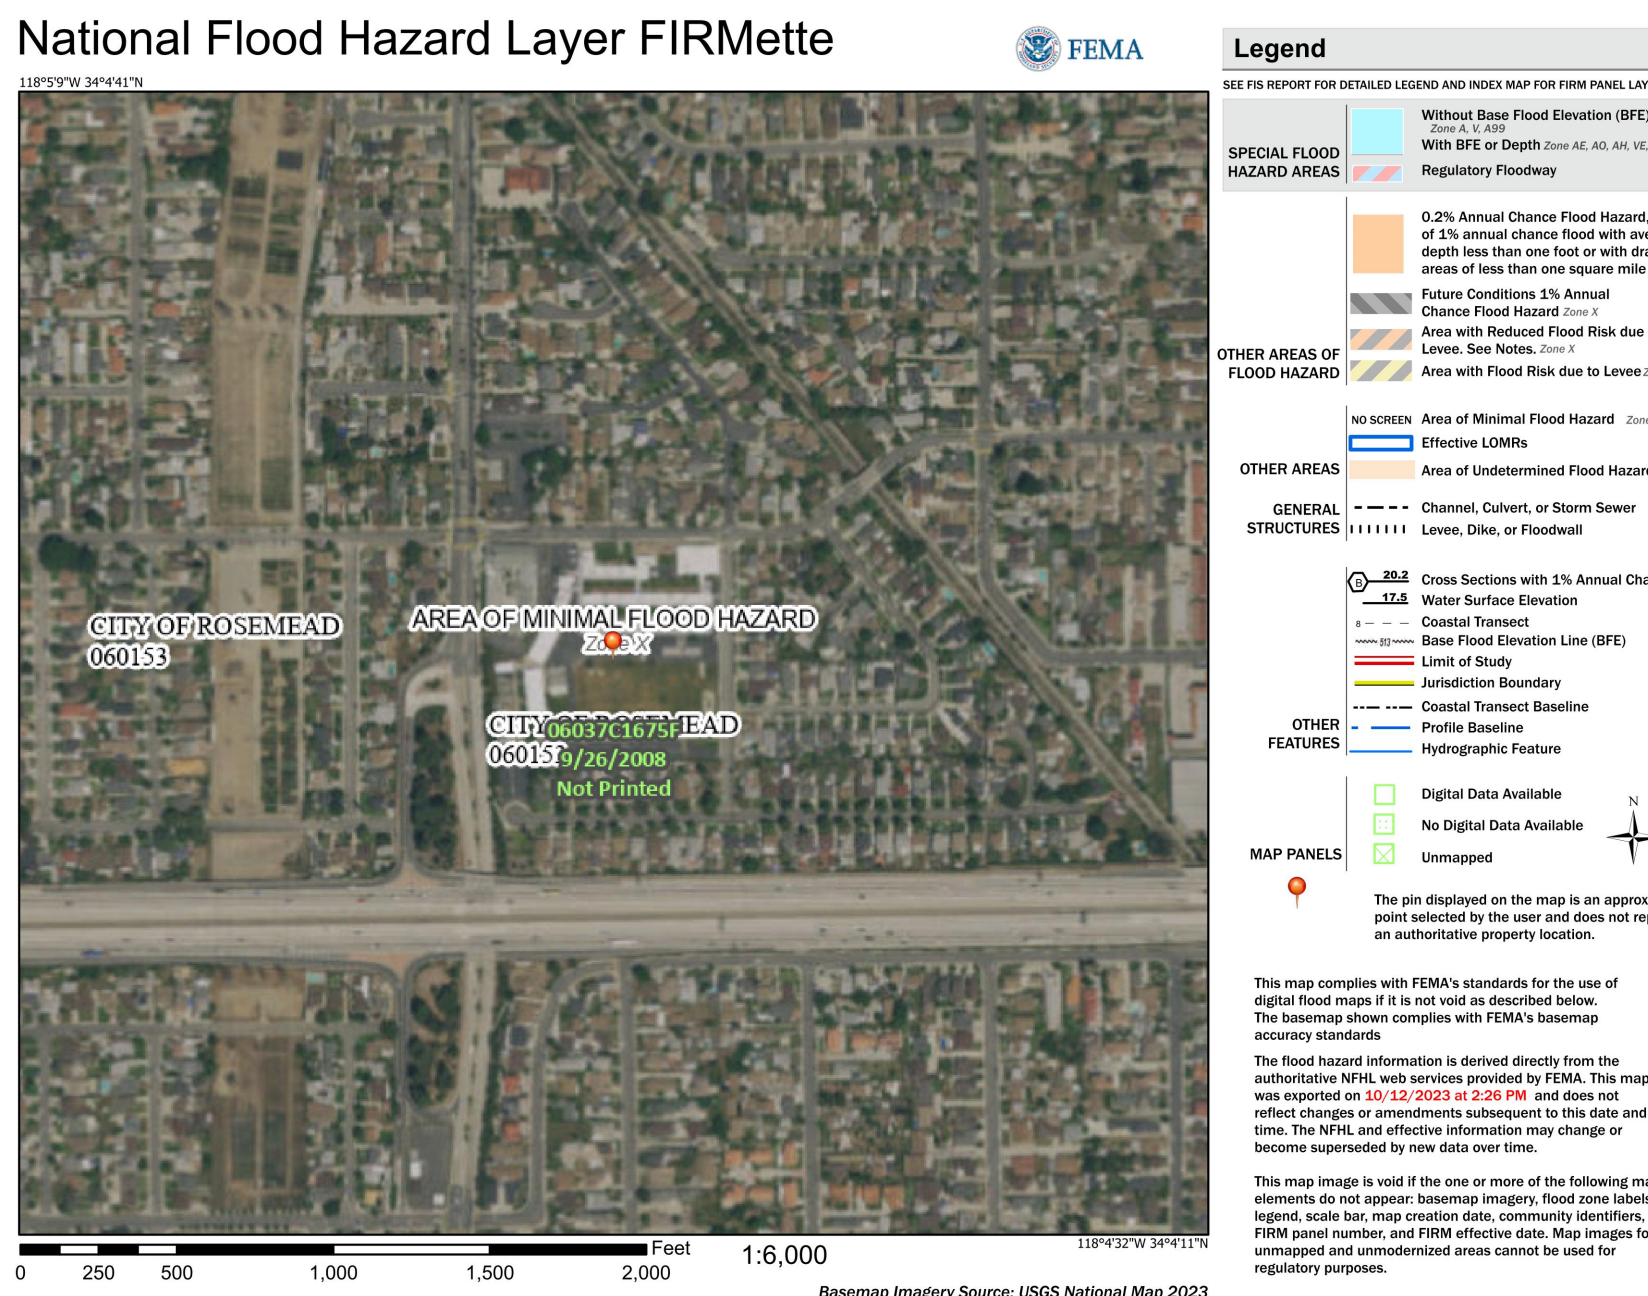 National Flood Hazard Layer FIRMette
FEMA
118°5'9"W 34°4'41"N
AREA OF MINIMAL FLOOD HAZARD
Zone X
CITY OF ROSEMEAD
060153
CITY OF ROSEMEAD
060153
06037C1675F
9/26/2008
Not Printed
Feet
0 250 500 1,000 1,500 2,000
1:6,000
118°4'32"W 34°4'11"N
Basemap Imagery Source: USGS National Map 2023
Legend
SEE FIS REPORT FOR DETAILED LEGEND AND INDEX MAP FOR FIRM PANEL LAY
SPECIAL FLOOD
HAZARD AREAS
Without Base Flood Elevation (BFE)
Zone A, V, A99
With BFE or Depth Zone AE, AO, AH, VE,
Regulatory Floodway
OTHER AREAS OF
FLOOD HAZARD
0.2% Annual Chance Flood Hazard,
of 1% annual chance flood with ave
depth less than one foot or with dra
areas of less than one square mile
Future Conditions 1% Annual
Chance Flood Hazard Zone X
Area with Reduced Flood Risk due
Levee. See Notes. Zone X
Area with Flood Risk due to Levee
OTHER AREAS
NO SCREEN Area of Minimal Flood Hazard Zone
Effective LOMRs
Area of Undetermined Flood Hazar
GENERAL
STRUCTURES
Channel, Culvert, or Storm Sewer
Levee, Dike, or Floodwall
OTHER
FEATURES
B 20.2 Cross Sections with 1% Annual Cha
17.5 Water Surface Elevation
8 Coastal Transect
513 Base Flood Elevation Line (BFE)
Limit of Study
Jurisdiction Boundary
Coastal Transect Baseline
Profile Baseline
Hydrographic Feature
MAP PANELS
Digital Data Available
No Digital Data Available
Unmapped
N
The pin displayed on the map is an approx
point selected by the user and does not rep
an authoritative property location.
This map complies with FEMA's standards for the use of
digital flood maps if it is not void as described below.
The basemap shown complies with FEMA's basemap
accuracy standards
The flood hazard information is derived directly from the
authoritative NFHL web services provided by FEMA. This map
was exported on 10/12/2023 at 2:26 PM and does not
reflect changes or amendments subsequent to this date and
time. The NFHL and effective information may change or
become superseded by new data over time.
This map image is void if the one or more of the following ma
elements do not appear: basemap imagery, flood zone labels
legend, scale bar, map creation date, community identifiers,
FIRM panel number, and FIRM effective date. Map images fo
unmapped and unmodernized areas cannot be used for
regulatory purposes.